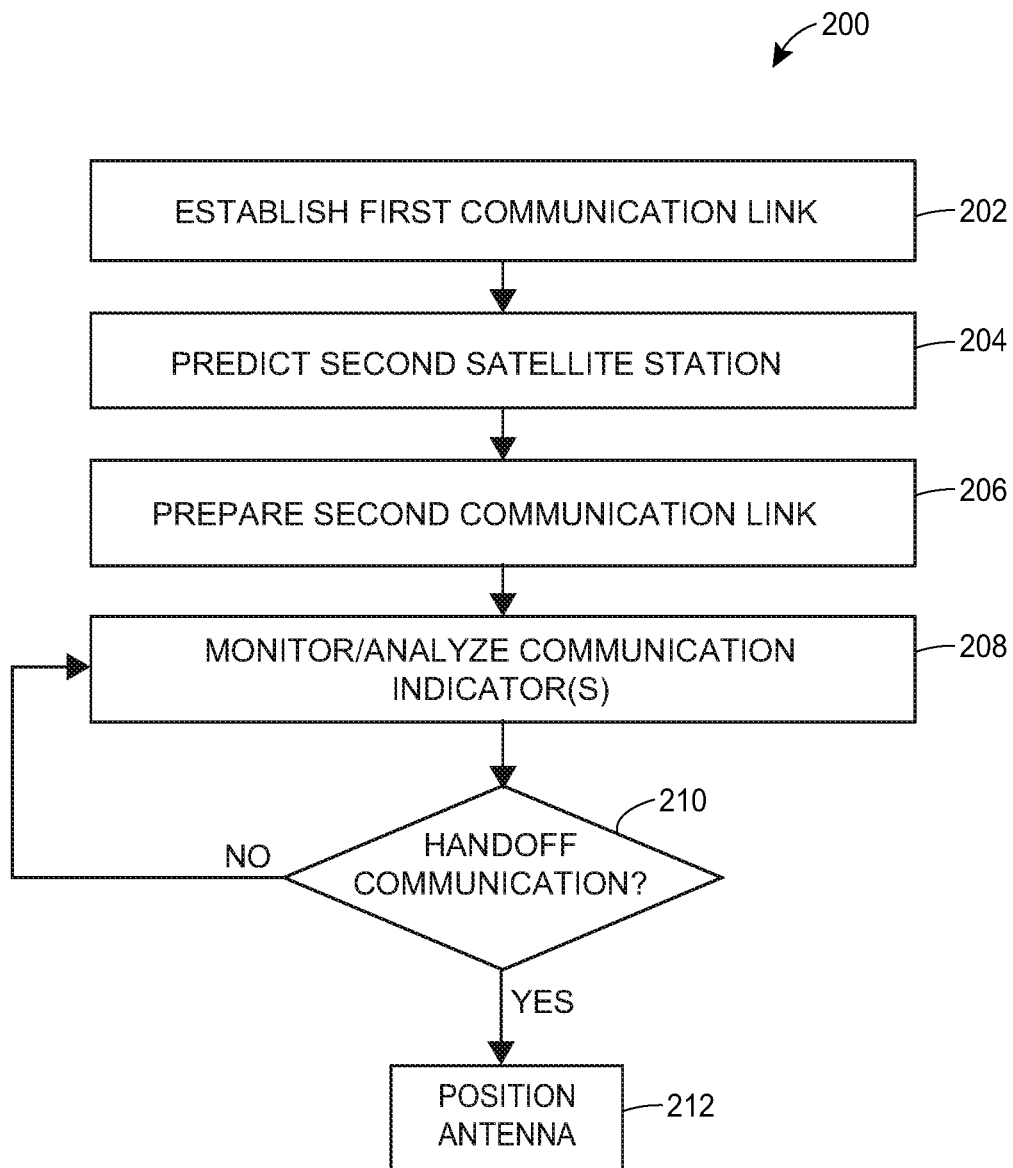 200
ESTABLISH FIRST COMMUNICATION LINK
202
PREDICT SECOND SATELLITE STATION
204
PREPARE SECOND COMMUNICATION LINK
206
MONITOR/ANALYZE COMMUNICATION
INDICATOR(S)
208
210
HANDOFF
COMMUNICATION?
NO
YES
POSITION
ANTENNA
212